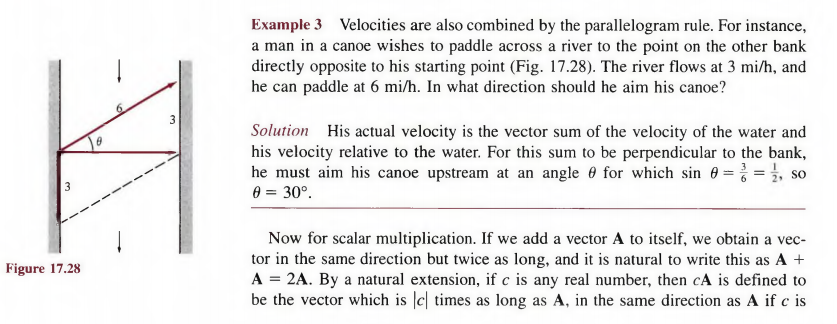 Example 3 Velocities are also combined by the parallelogram rule. For instance,
a man in a canoe wishes to paddle across a river to the point on the other bank
directly opposite to his starting point (Fig. 17.28). The river flows at 3 mi/h, and
he can paddle at 6 mi/h. In what direction should he aim his canoe?
Solution His actual velocity is the vector sum of the velocity of the water and
his velocity relative to the water. For this sum to be perpendicular to the bank,
he must aim his canoe upstream at an angle θ for which sin θ = 3/6 = 1/2, so
θ = 30°.
6
3
θ
3
Figure 17.28
Now for scalar multiplication. If we add a vector A to itself, we obtain a vec-
tor in the same direction but twice as long, and it is natural to write this as A +
A = 2A. By a natural extension, if c is any real number, then cA is defined to
be the vector which is |c| times as long as A, in the same direction as A if c is